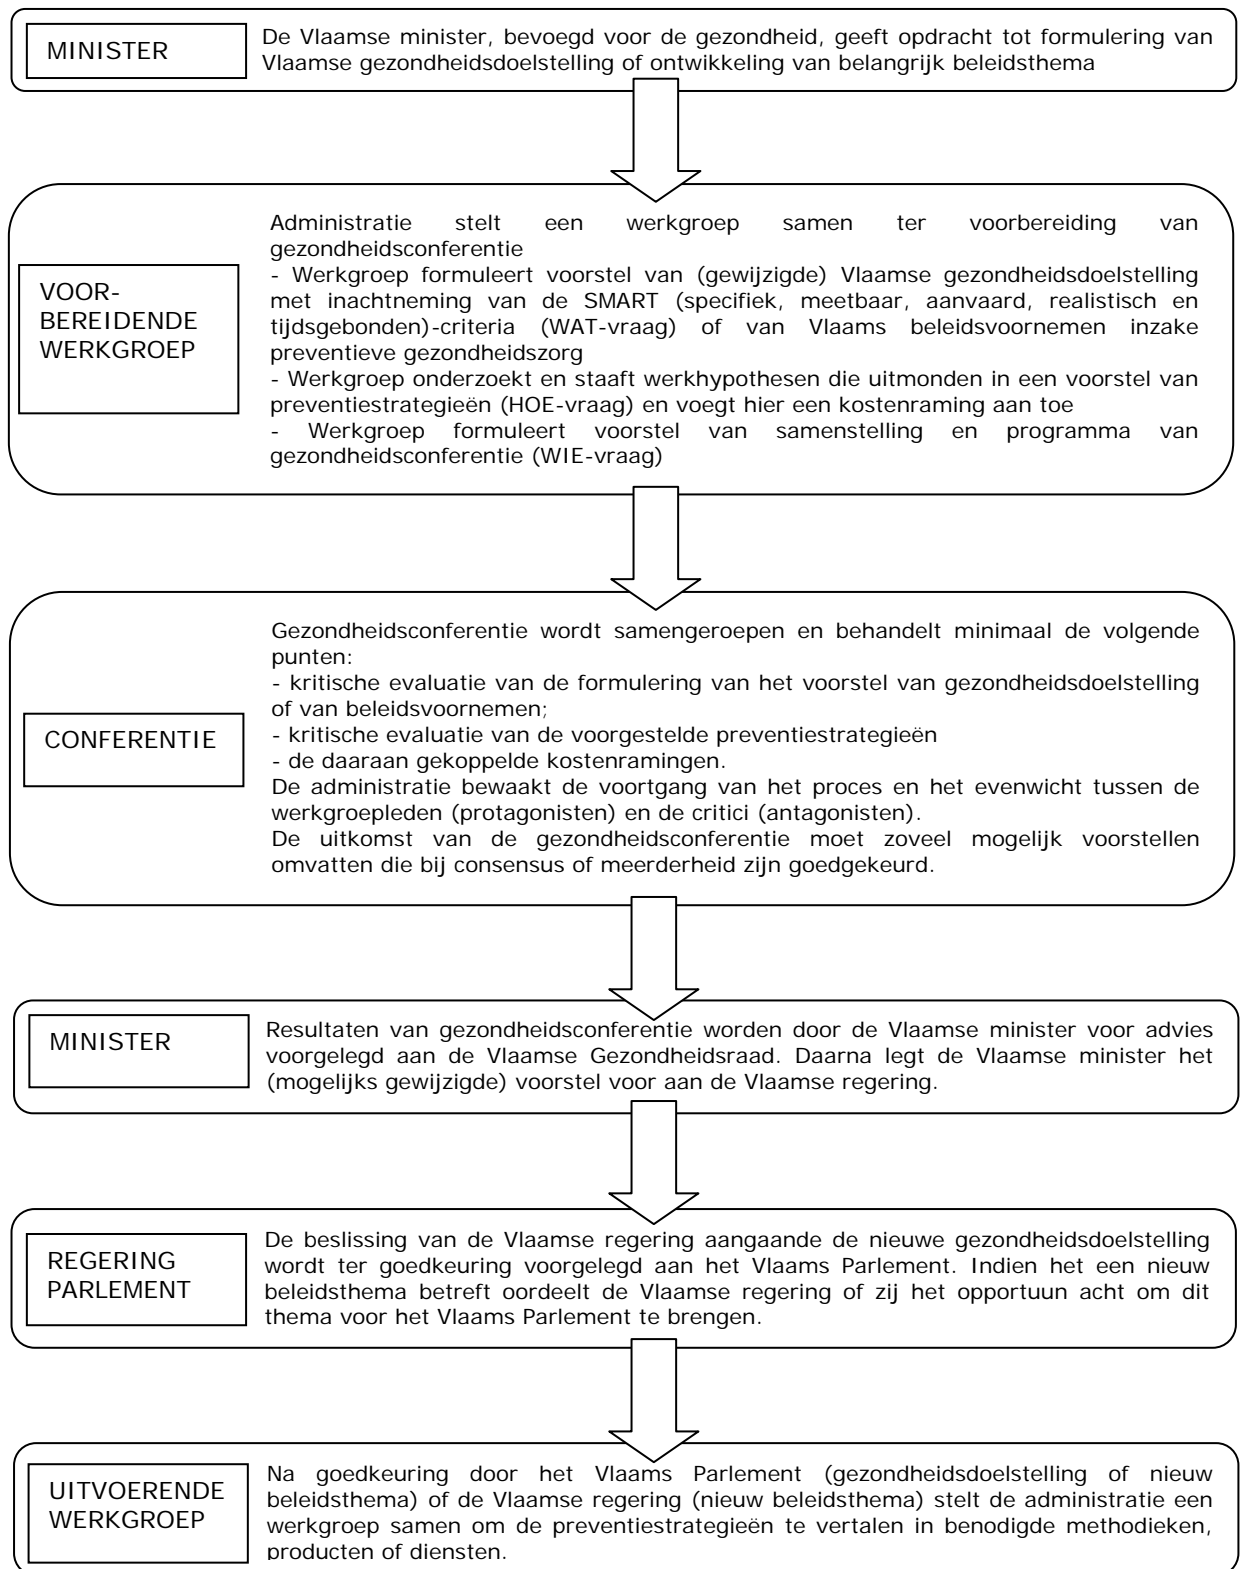 MINISTER
De Vlaamse minister, bevoegd voor de gezondheid, geeft opdracht tot formulering van
Vlaamse gezondheidsdoelstelling of ontwikkeling van belangrijk beleidsthema
VOOR-
BEREIDENDE
WERKGROEP
Administratie stelt een werkgroep samen ter voorbereiding van
gezondheidsconferentie
- Werkgroep formuleert voorstel van (gewijzigde) Vlaamse gezondheidsdoelstelling
met inachtneming van de SMART (specifiek, meetbaar, aanvaard, realistisch en
tijdsgebonden)-criteria (WAT-vraag) of van Vlaams beleidsvoornemen inzake
preventieve gezondheidszorg
- Werkgroep onderzoekt en staaft werkhypothesen die uitmonden in een voorstel van
preventiestrategieën (HOE-vraag) en voegt hier een kostenraming aan toe
- Werkgroep formuleert voorstel van samenstelling en programma van
gezondheidsconferentie (WIE-vraag)
CONFERENTIE
Gezondheidsconferentie wordt samengeroepen en behandelt minimaal de volgende
punten:
- kritische evaluatie van de formulering van het voorstel van gezondheidsdoelstelling
of van beleidsvoornemen;
- kritische evaluatie van de voorgestelde preventiestrategieën
- de daaraan gekoppelde kostenramingen.
De administratie bewaakt de voortgang van het proces en het evenwicht tussen de
werkgroepleden (protagonisten) en de critici (antagonisten).
De uitkomst van de gezondheidsconferentie moet zoveel mogelijk voorstellen
omvatten die bij consensus of meerderheid zijn goedgekeurd.
MINISTER
Resultaten van gezondheidsconferentie worden door de Vlaamse minister voor advies
voorgelegd aan de Vlaamse Gezondheidsraad. Daarna legt de Vlaamse minister het
(mogelijks gewijzigde) voorstel voor aan de Vlaamse regering.
REGERING
PARLEMENT
De beslissing van de Vlaamse regering aangaande de nieuwe gezondheidsdoelstelling
wordt ter goedkeuring voorgelegd aan het Vlaams Parlement. Indien het een nieuw
beleidsthema betreft oordeelt de Vlaamse regering of zij het opportuun acht om dit
thema voor het Vlaams Parlement te brengen.
UITVOERENDE
WERKGROEP
Na goedkeuring door het Vlaams Parlement (gezondheidsdoelstelling of nieuw
beleidsthema) of de Vlaamse regering (nieuw beleidsthema) stelt de administratie een
werkgroep samen om de preventiestrategieën te vertalen in benodigde methodieken,
producten of diensten.